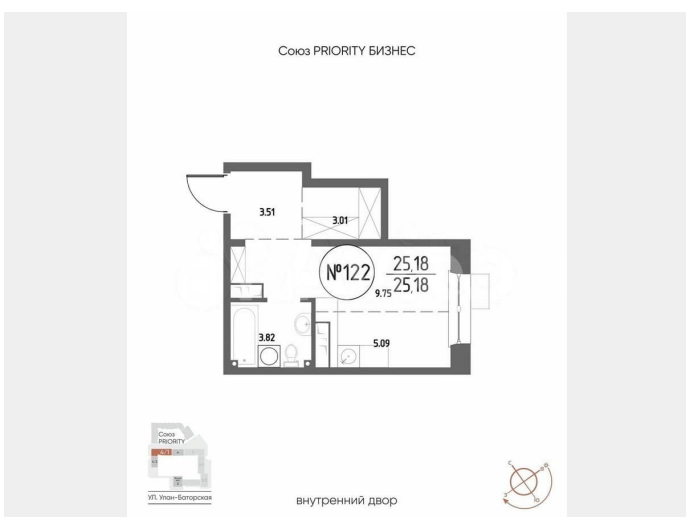 Союз PRIORITY БИЗНЕС
3.51
3.01
№122
25,18
25,18
9.75
3.82
5.09
Союз
PRIORITY
УЛ. Улан-Баторская
внутренний двор
С
В
З
Ю